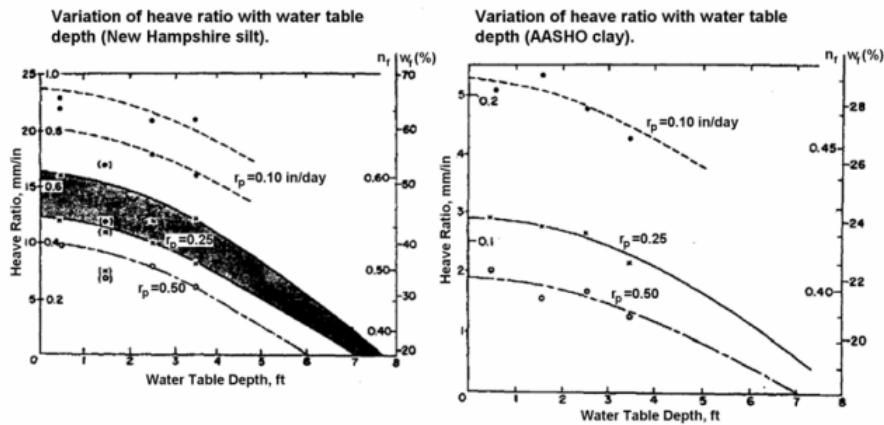 Variation of heave ratio with water table
depth (New Hampshire silt).
n_f w_f (%)
Heave Ratio, mm/in
25
20
15
10
5
0
1.0
0.8
0.6
0.4
0.2
r_p=0.10 in/day
r_p=0.25
r_p=0.50
0.60
0.50
0.40
70
60
50
40
30
20
0 1 2 3 4 5 6 7 8
Water Table Depth, ft
Variation of heave ratio with water table
depth (AASHO clay).
n_f w_f (%)
Heave Ratio, mm/in
5
4
3
2
1
0
0.2
0.1
r_p=0.10 in/day
r_p=0.25
r_p=0.50
0.45
0.40
28
26
24
22
20
1 2 3 4 5 6 7 8
Water Table Depth, ft